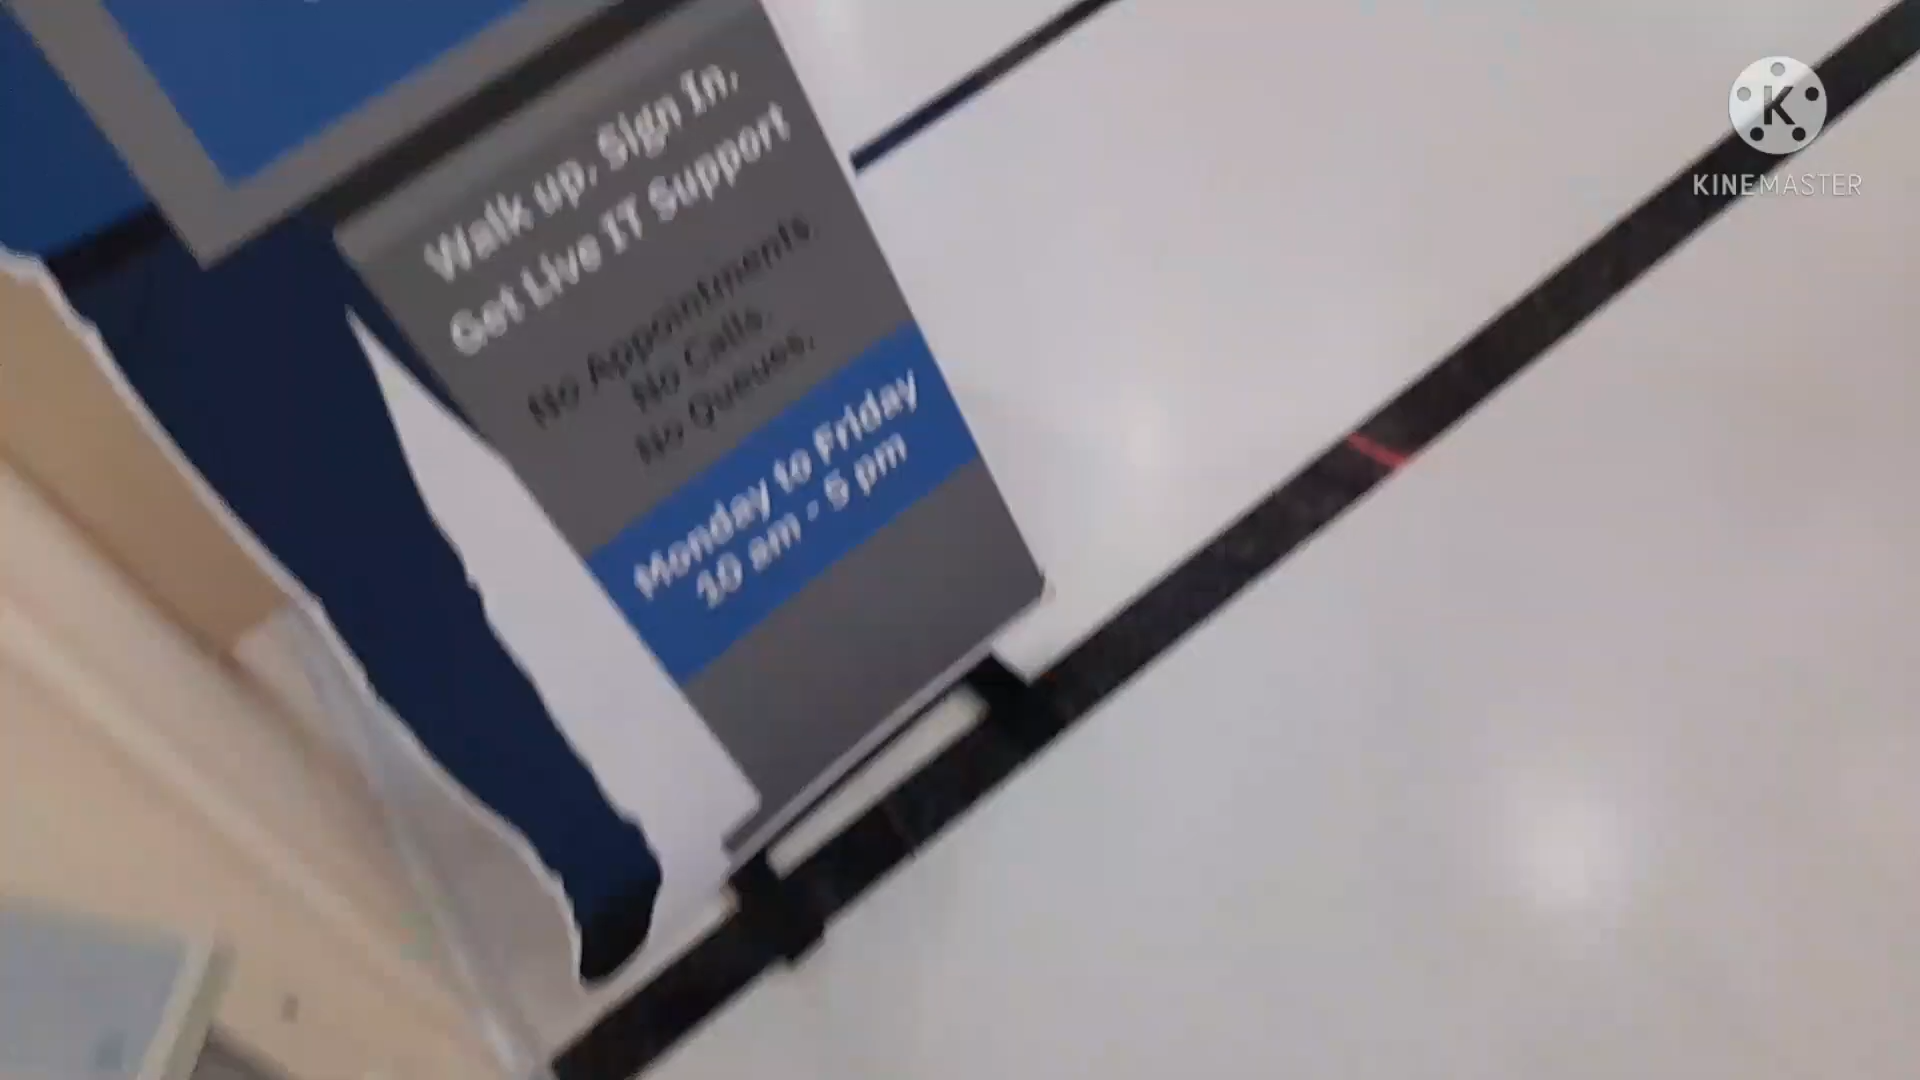 Walk up. Sign In.
Get Live IT Support
No Appointments.
No Calls.
No Queues.
Monday to Friday
10 am - 5 pm
KINEMASTER